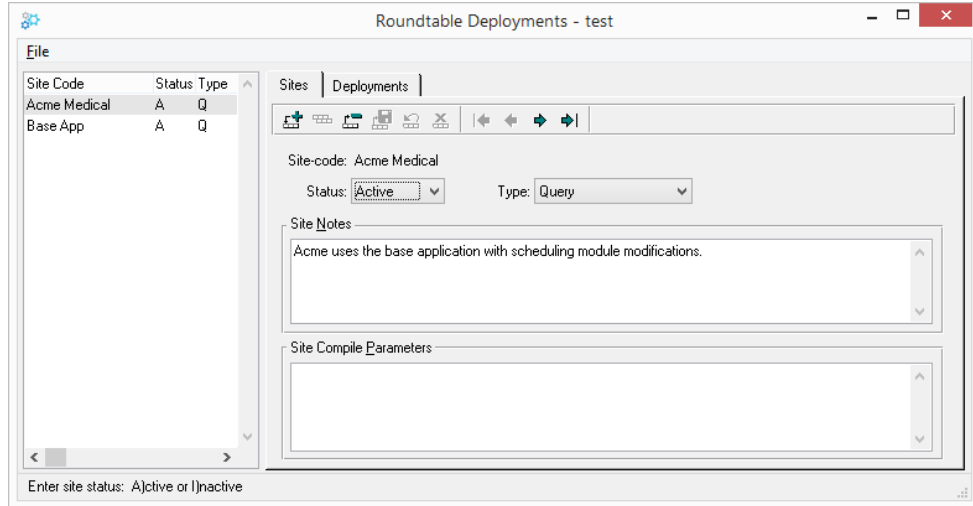 Roundtable Deployments - test
File
Site Code Status Type
Acme Medical A Q
Base App A Q
Sites Deployments
Site-code: Acme Medical
Status: Active Type: Query
Site Notes
Acme uses the base application with scheduling module modifications.
Site Compile Parameters
Enter site status: A)ctive or I)nactive